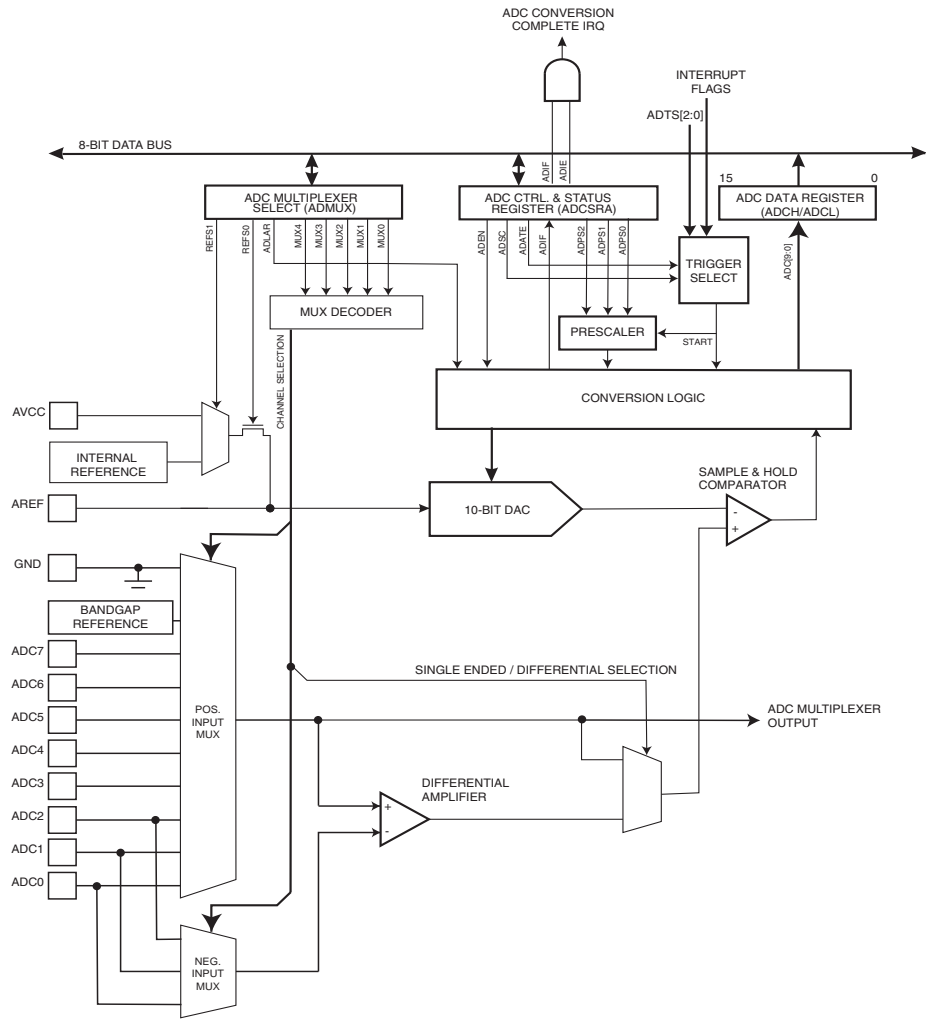 ADC CONVERSION
COMPLETE IRQ
INTERRUPT
FLAGS
ADTS[2:0]
8-BIT DATA BUS
ADIF
ADIE
15
0
ADC MULTIPLEXER
SELECT (ADMUX)
ADC CTRL. & STATUS
REGISTER (ADCSRA)
ADC DATA REGISTER
(ADCH/ADCL)
REFS1
REFS0
ADLAR
MUX4
MUX3
MUX2
MUX1
MUX0
ADEN
ADSC
ADATE
ADIF
ADPS2
ADPS1
ADPS0
ADC[9:0]
TRIGGER
SELECT
MUX DECODER
PRESCALER
START
CHANNEL SELECTION
CONVERSION LOGIC
AVCC
INTERNAL
REFERENCE
SAMPLE & HOLD
COMPARATOR
AREF
10-BIT DAC
-
+
GND
BANDGAP
REFERENCE
ADC7
SINGLE ENDED / DIFFERENTIAL SELECTION
ADC6
ADC5
POS.
INPUT
MUX
ADC MULTIPLEXER
OUTPUT
ADC4
ADC3
DIFFERENTIAL
AMPLIFIER
ADC2
+
-
ADC1
ADC0
NEG.
INPUT
MUX